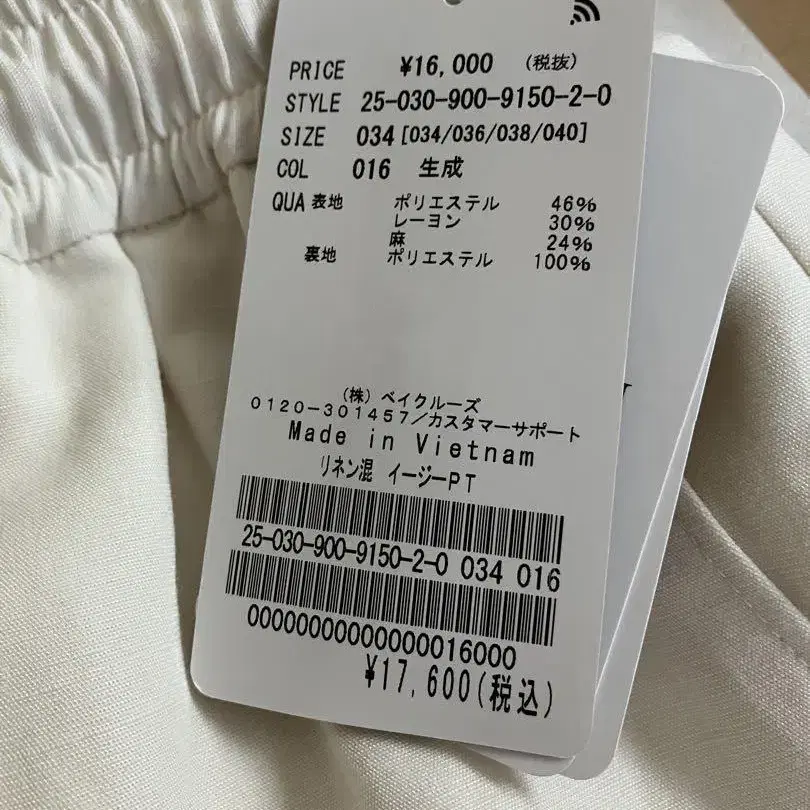 PRICE ¥16,000 (税抜)
STYLE 25-030-900-9150-2-0
SIZE 034 [034/036/038/040]
COL 016 生成
QUA 表地 ポリエステル 46%
レーヨン 30%
麻 24%
裏地 ポリエステル 100%
(株) ベイクルーズ
0120-301457/カスタマーサポート
Made in Vietnam
リネン混 イージーPT
25-030-900-9150-2-0 034 016
00000000000000016000
¥17,600(税込)